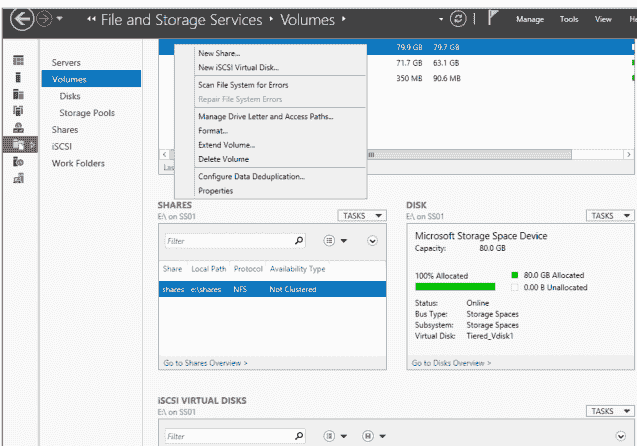 File and Storage Services Volumes
Manage Tools View
Servers
Volumes
Disks
Storage Pools
Shares
iSCSI
Work Folders
79.9 GB 79.7 GB
71.7 GB 63.1 GB
350 MB 90.6 MB
New Share...
New iSCSI Virtual Disk...
Scan File System for Errors
Repair File System Errors
Manage Drive Letter and Access Paths...
Format...
Extend Volume...
Delete Volume
Configure Data Deduplication...
Properties
SHARES
E:\ on SS01
TASKS
Filter
Share Local Path Protocol Availability Type
shares e:\shares NFS Not Clustered
Go to Shares Overview >
DISK
E:\ on SS01
TASKS
Microsoft Storage Space Device
Capacity: 80.0 GB
100% Allocated
80.0 GB Allocated
0.00 B Unallocated
Status: Online
Bus Type: Storage Spaces
Subsystem: Storage Spaces
Virtual Disk: Tiered_Vdisk1
Go to Disks Overview >
iSCSI VIRTUAL DISKS
E:\ on SS01
TASKS
Filter